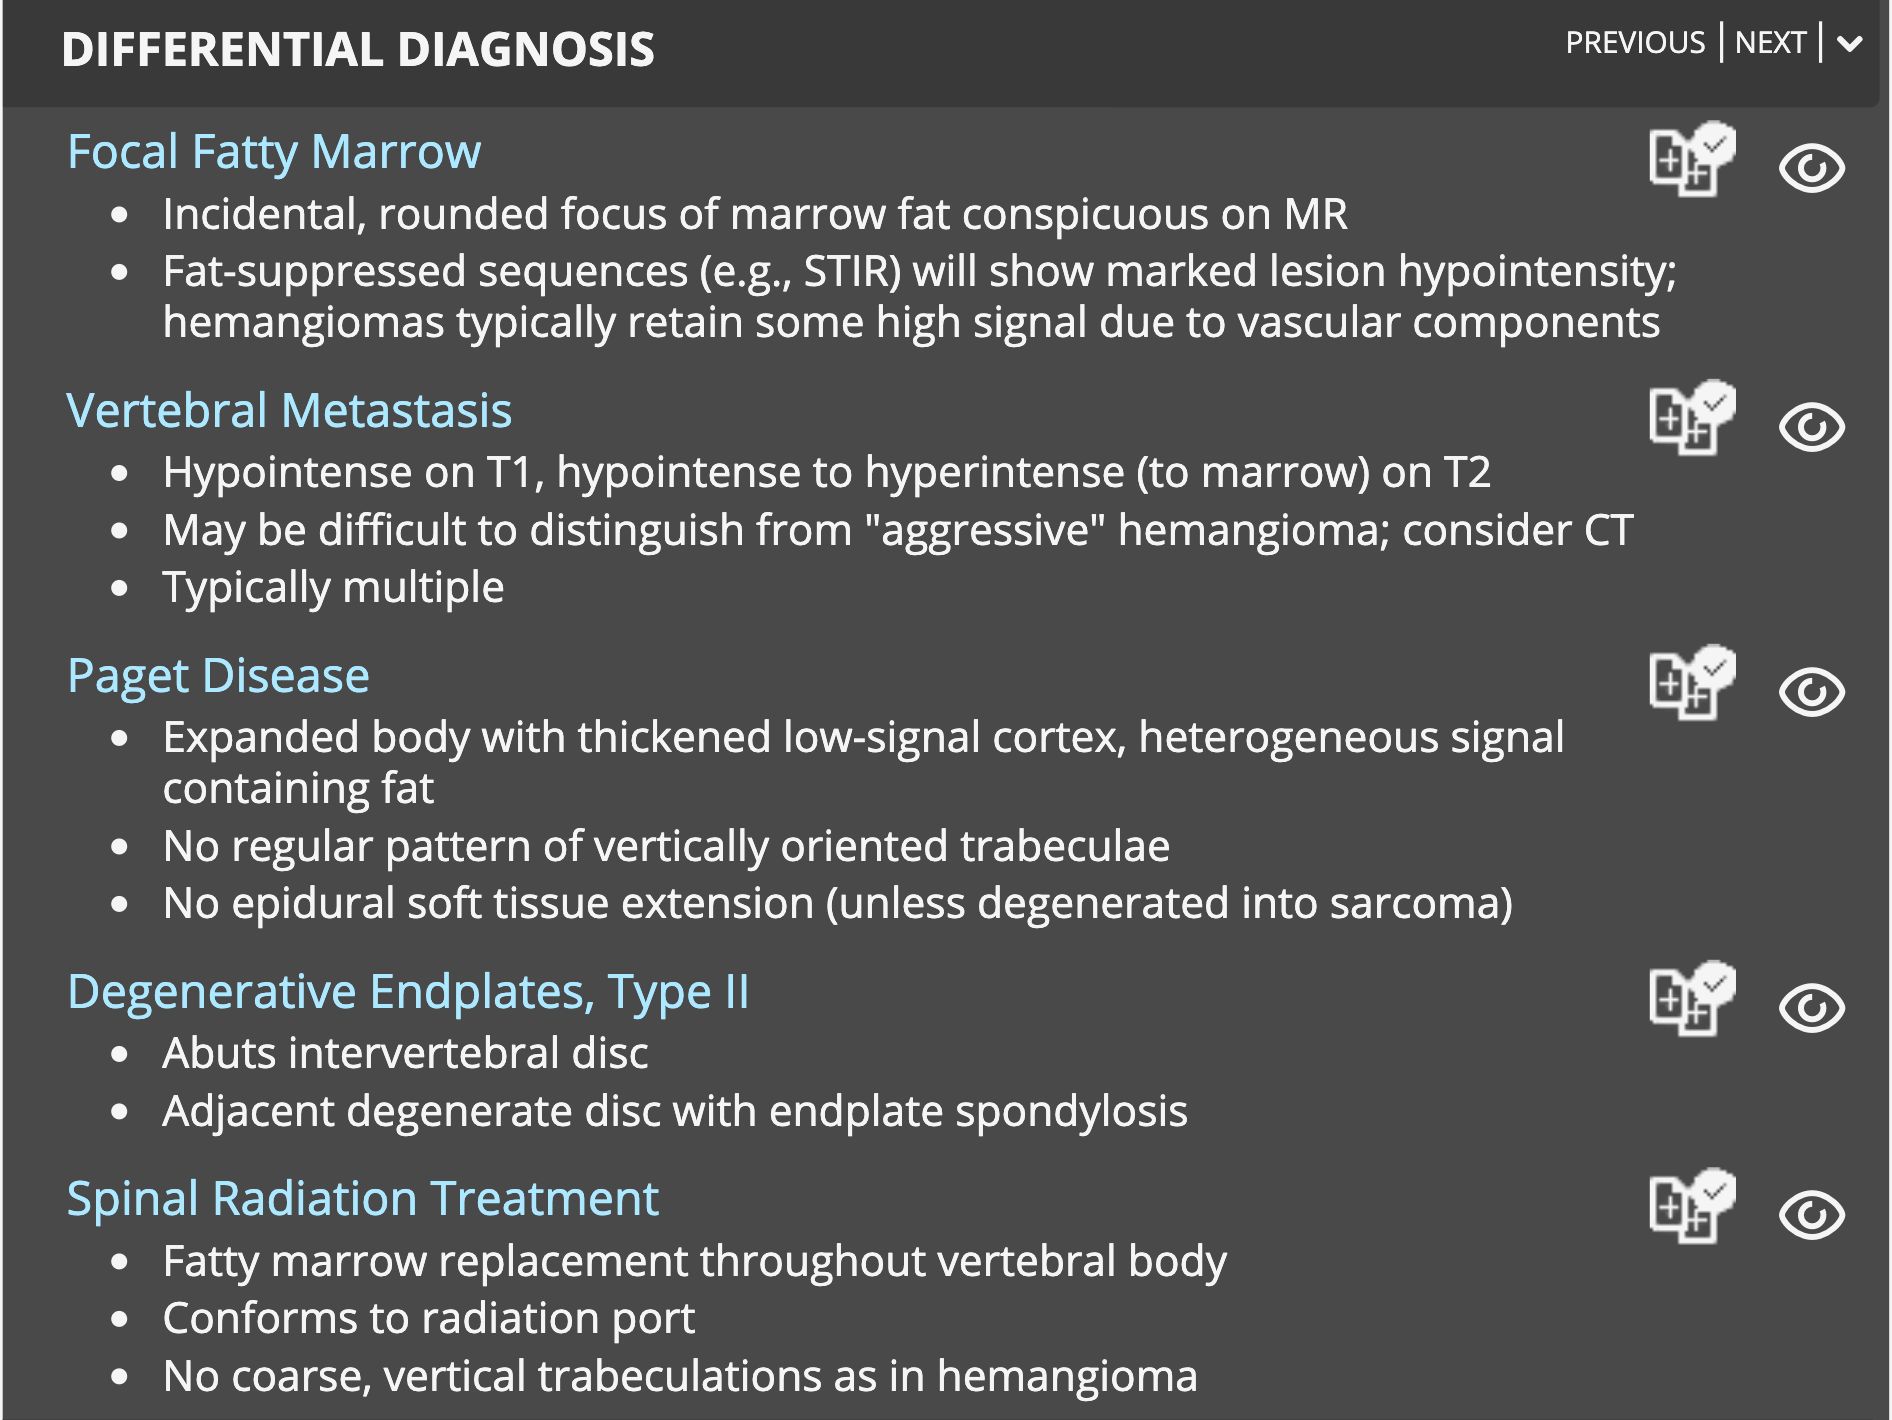 DIFFERENTIAL DIAGNOSIS
PREVIOUS | NEXT |
Focal Fatty Marrow
• Incidental, rounded focus of marrow fat conspicuous on MR
• Fat-suppressed sequences (e.g., STIR) will show marked lesion hypointensity;
hemangiomas typically retain some high signal due to vascular components
Vertebral Metastasis
• Hypointense on T1, hypointense to hyperintense (to marrow) on T2
• May be difficult to distinguish from "aggressive" hemangioma; consider CT
• Typically multiple
Paget Disease
• Expanded body with thickened low-signal cortex, heterogeneous signal
containing fat
• No regular pattern of vertically oriented trabeculae
• No epidural soft tissue extension (unless degenerated into sarcoma)
Degenerative Endplates, Type II
• Abuts intervertebral disc
• Adjacent degenerate disc with endplate spondylosis
Spinal Radiation Treatment
• Fatty marrow replacement throughout vertebral body
• Conforms to radiation port
• No coarse, vertical trabeculations as in hemangioma